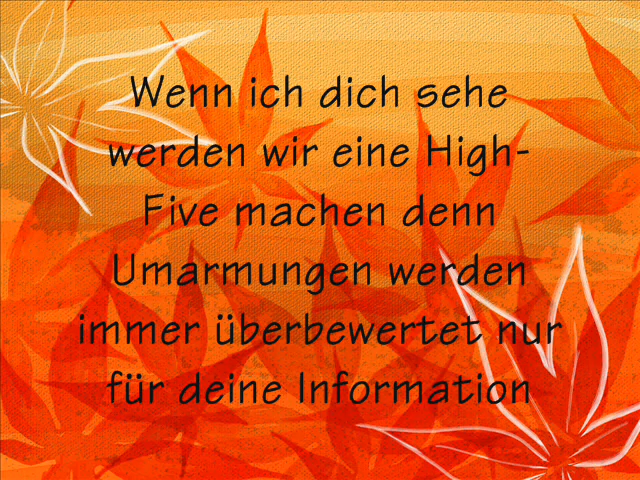 Wenn ich dich sehe
werden wir eine High-
Five machen denn
Umarmungen werden
immer überbewertet nur
für deine Information